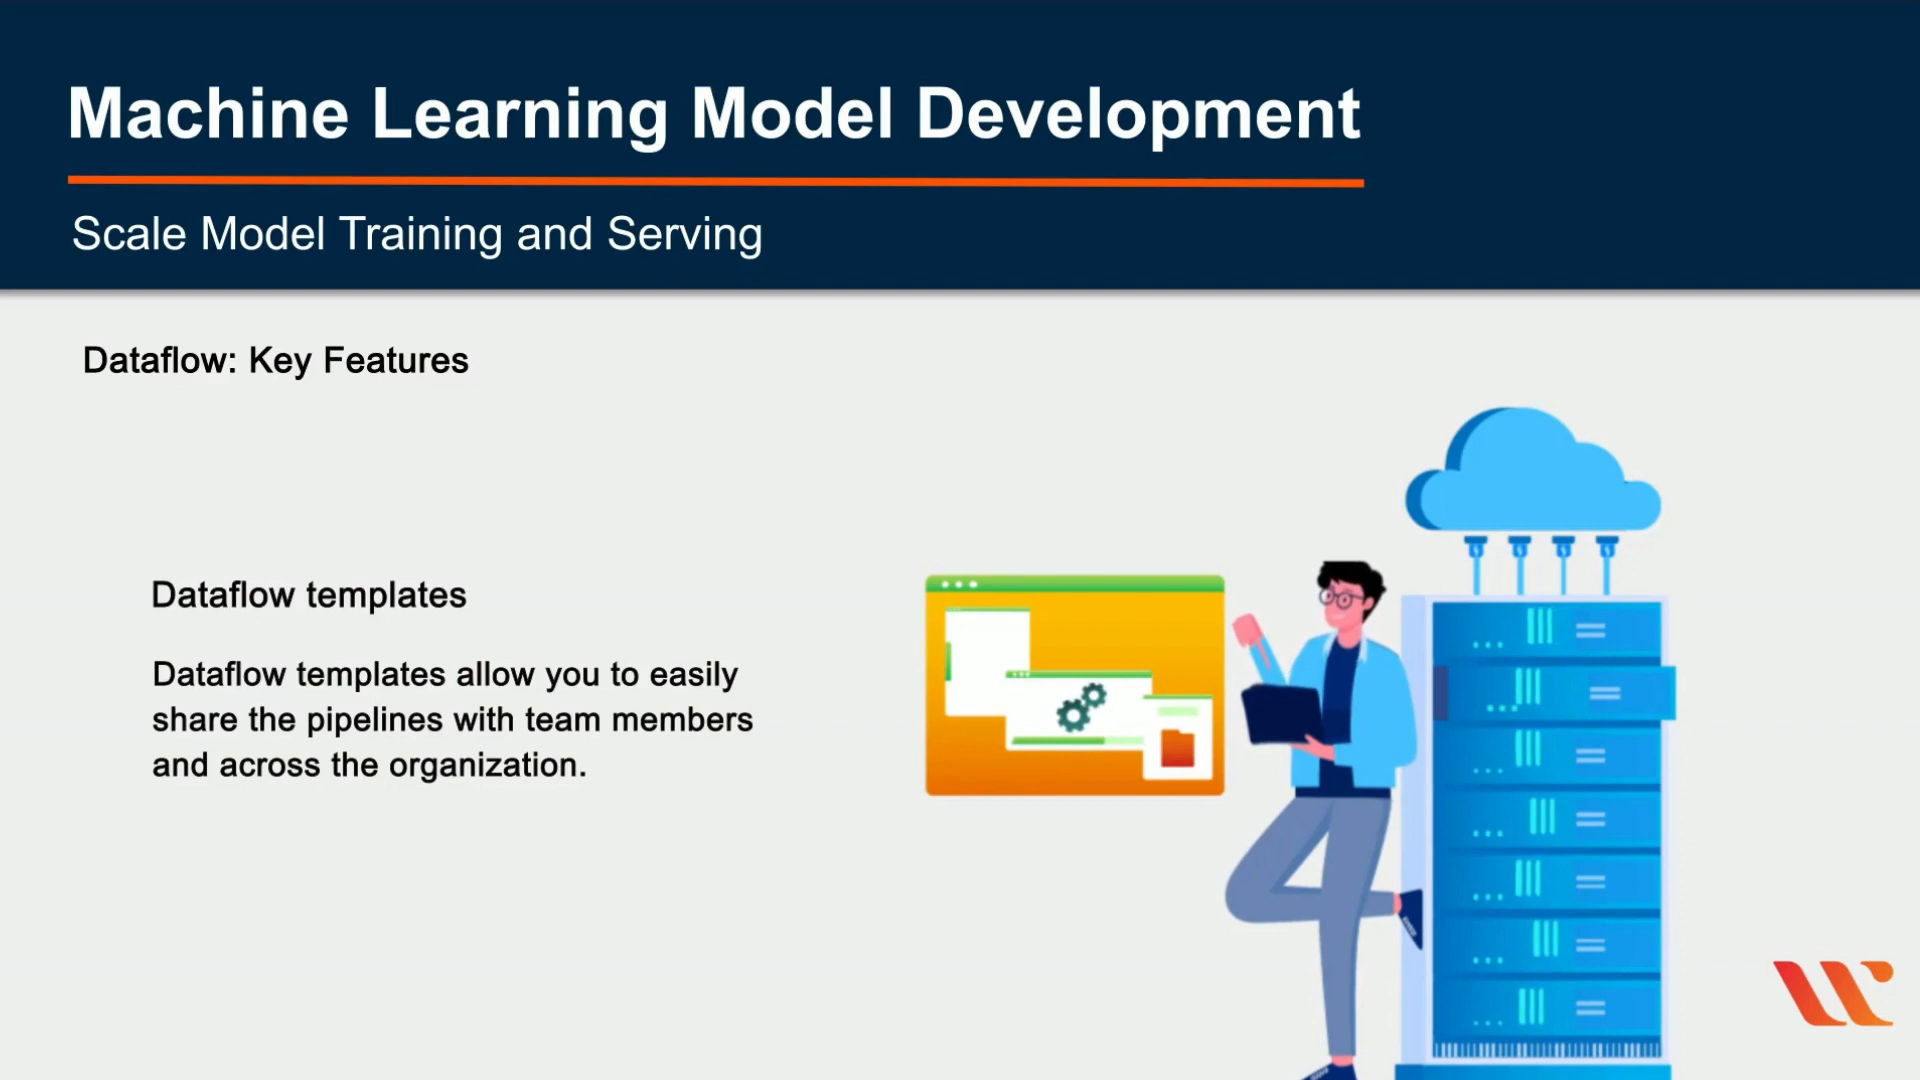 Machine Learning Model Development
Scale Model Training and Serving
Dataflow: Key Features
Dataflow templates
Dataflow templates allow you to easily
share the pipelines with team members
and across the organization.